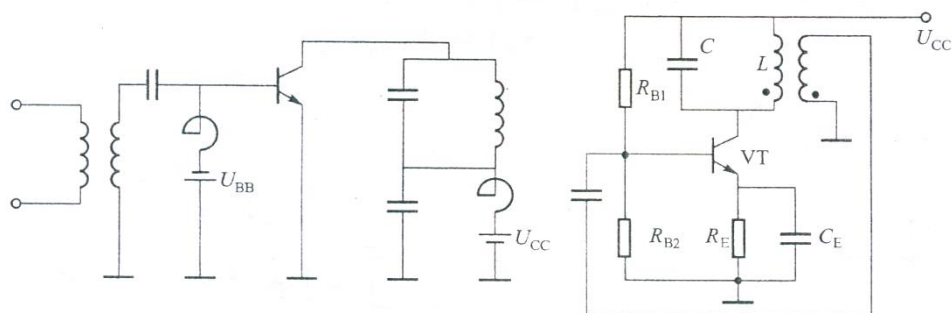 U_BB
U_CC
C
L
U_CC
R_B1
VT
R_B2
R_E
C_E